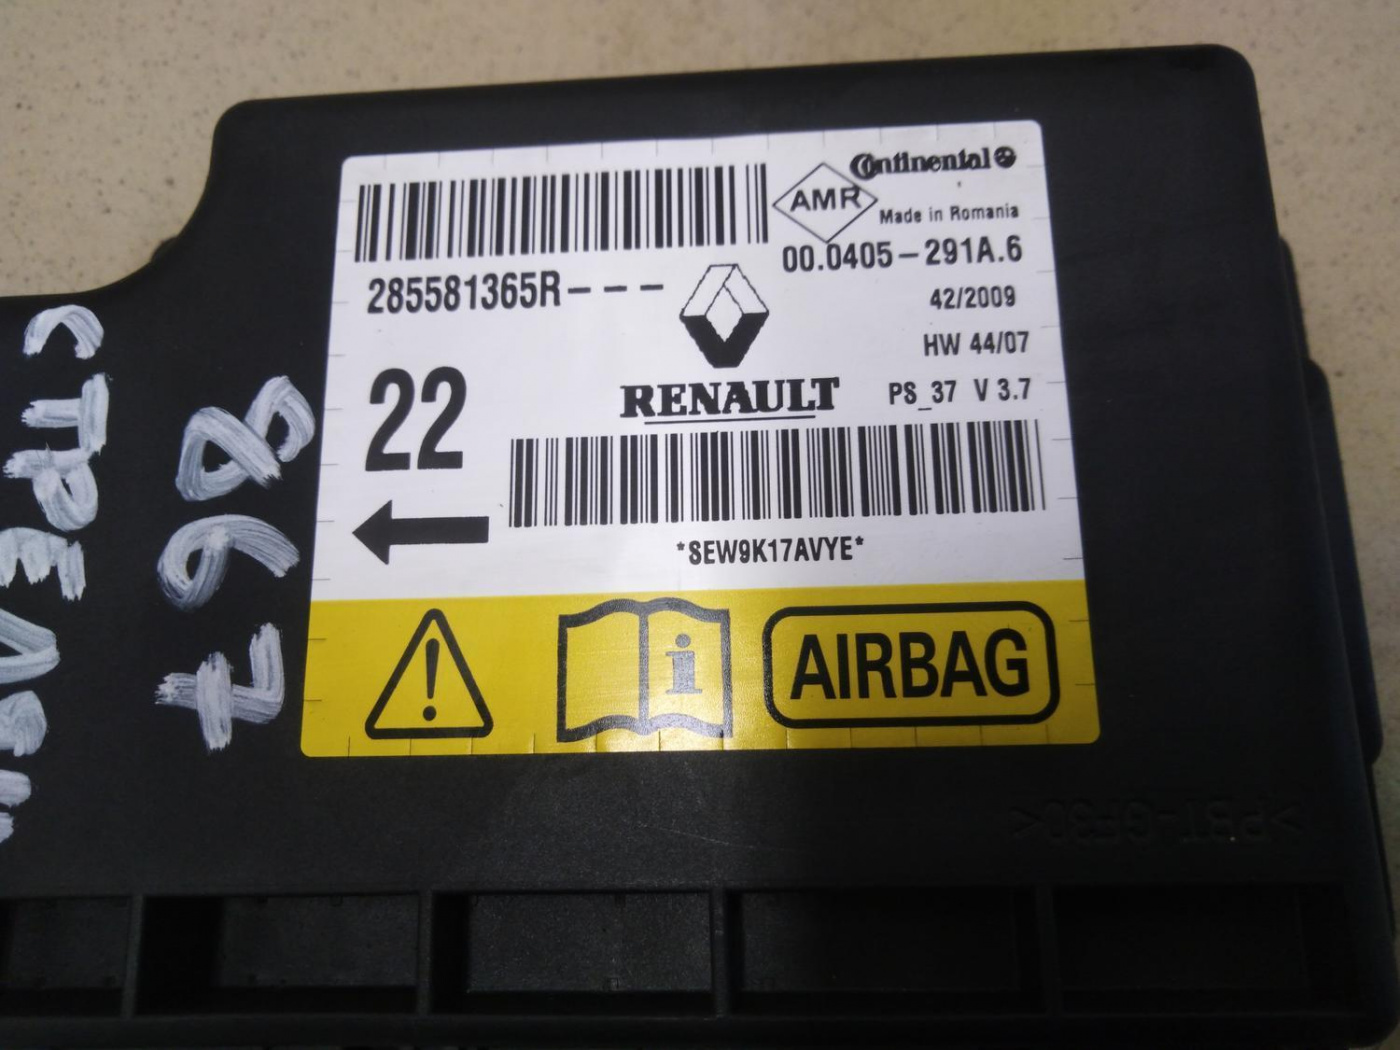 Continental
AMR
Made in Romania
00.0405-291A.6
285581365R---
42/2009
HW 44/07
22
RENAULT
PS_37 V 3.7
*SEW9K17AVYE*
AIRBAG
867